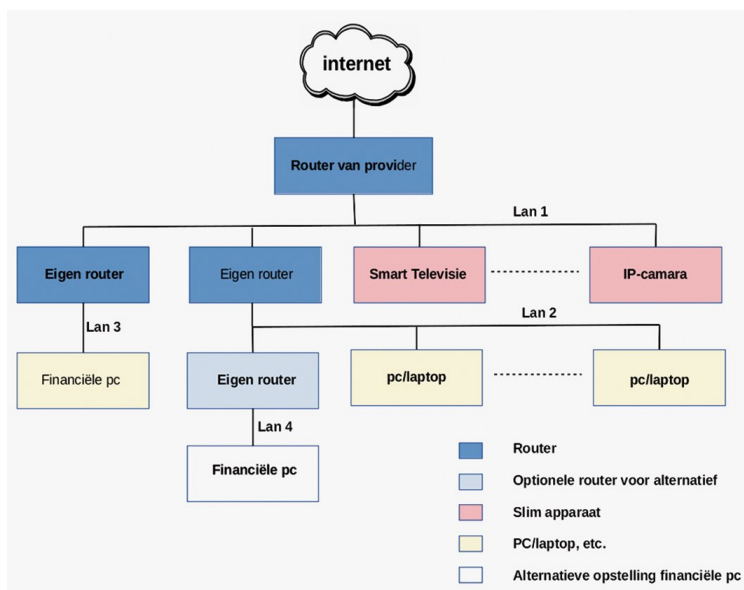 internet
Router van provider
Lan 1
Eigen router
Eigen router
Smart Televisie
IP-camara
Lan 3
Lan 2
Financiële pc
Eigen router
pc/laptop
pc/laptop
Lan 4
Financiële pc
Router
Optionele router voor alternatief
Slim apparaat
PC/laptop, etc.
Alternatieve opstelling financiële pc